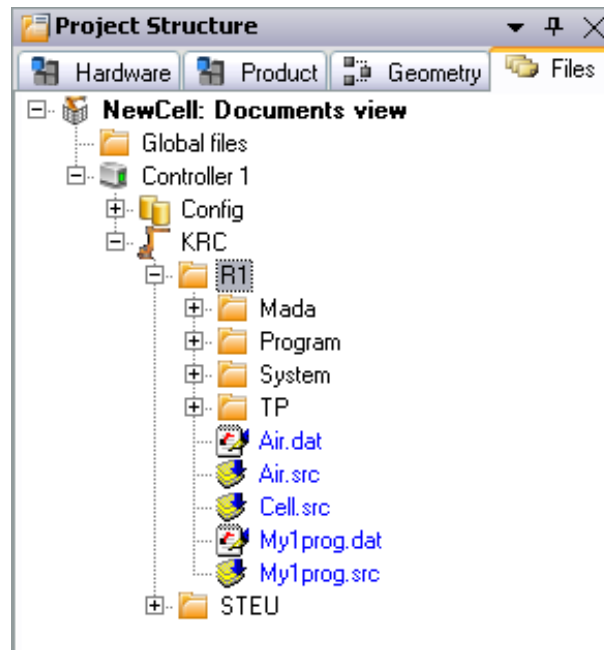 Project Structure
Hardware Product Geometry Files
NewCell: Documents view
Global files
Controller 1
Config
KRC
R1
Mada
Program
System
TP
Air.dat
Air.src
Cell.src
My1prog.dat
My1prog.src
STEU